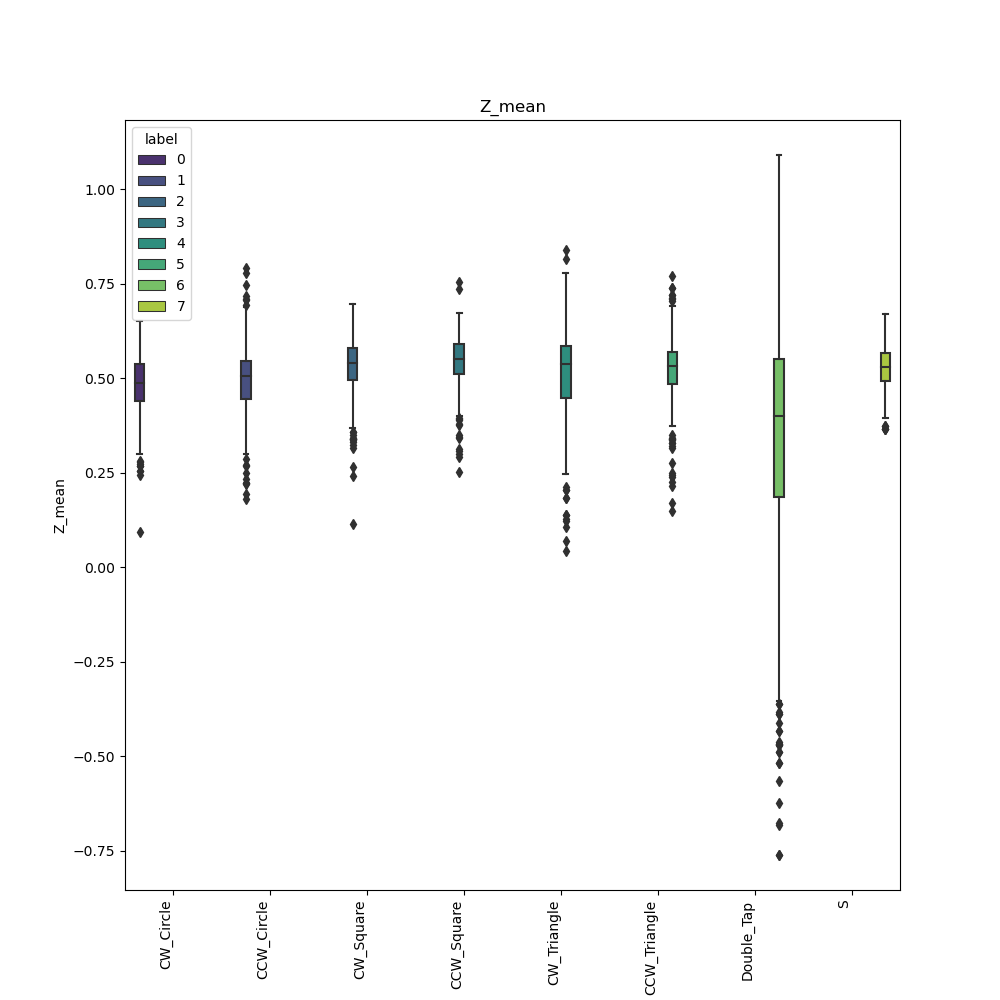 Z_mean
label
0
1
2
3
4
5
6
7
1.00
0.75
0.50
0.25
0.00
−0.25
−0.50
−0.75
Z_mean
CW_Circle
CCW_Circle
CW_Square
CCW_Square
CW_Triangle
CCW_Triangle
Double_Tap
S